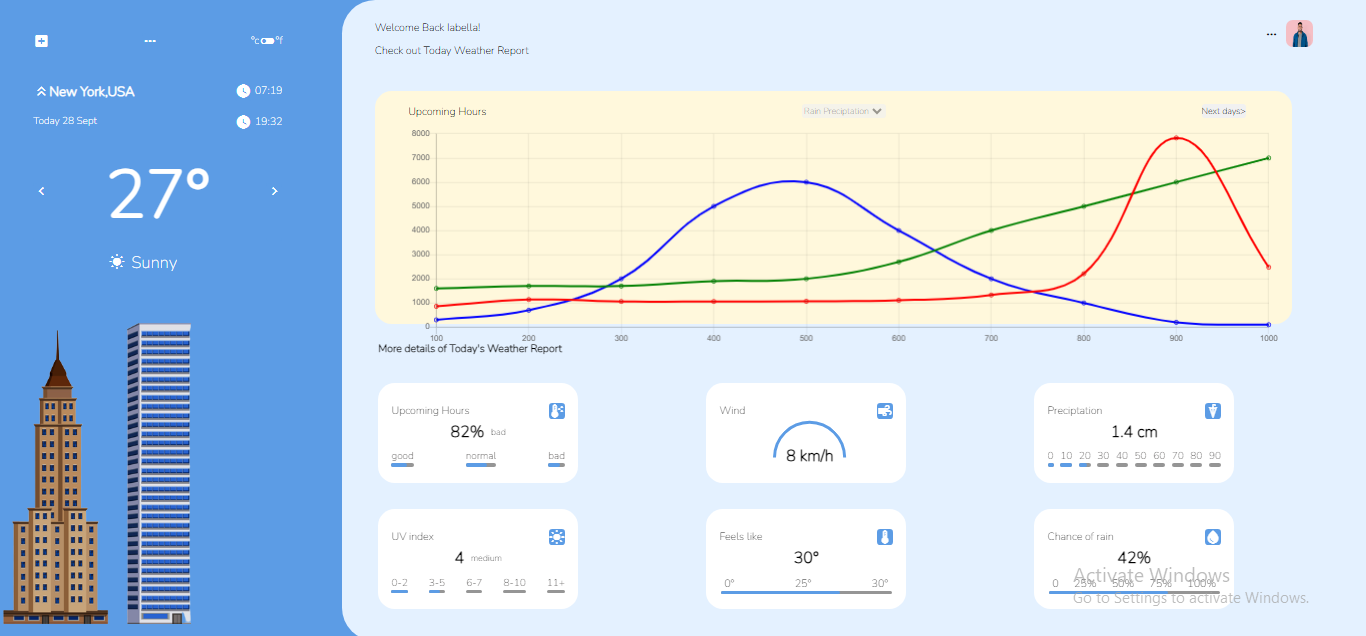 °c °f
New York,USA 07:19
Today 28 Sept 19:32
< 27° >
Sunny
Welcome Back Iabella!
Check out Today Weather Report
...
Upcoming Hours Rain Preciptation Next days>
8000
7000
6000
5000
4000
3000
2000
1000
0
100 200 300 400 500 600 700 800 900 1000
More details of Today's Weather Report
Upcoming Hours
82% bad
good normal bad
Wind
8 km/h
Preciptation
1.4 cm
0 10 20 30 40 50 60 70 80 90
UV index
4 medium
0-2 3-5 6-7 8-10 11+
Feels like
30°
0° 25° 30°
Chance of rain
42%
0 25% 50% 75% 100%
Activate Windows
Go to Settings to activate Windows.